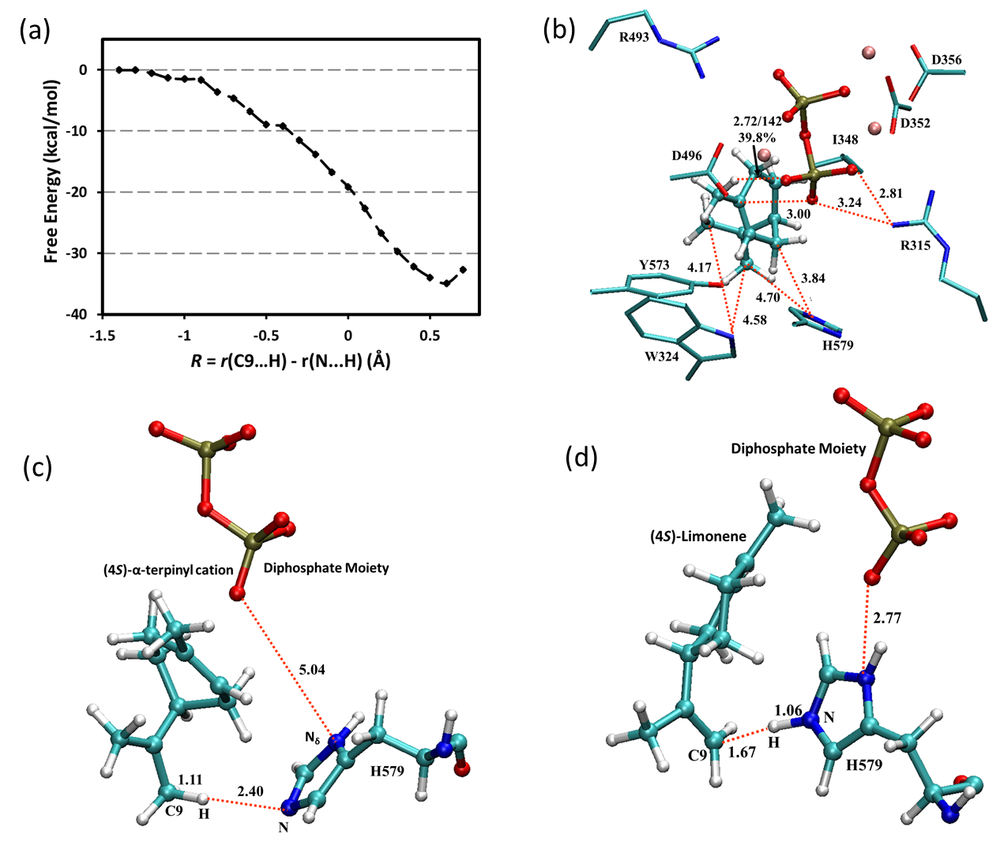 (a)
Free Energy (kcal/mol)
0
-10
-20
-30
-40
-1.5
-1
-0.5
0
0.5
R = r(C9...H) - r(N...H) (Å)
(b)
R493
D356
D352
2.72/142
39.8%
I348
D496
2.81
3.24
3.00
R315
Y573
4.17
3.84
4.70
4.58
H579
W324
(c)
(4S)-α-terpinyl cation
Diphosphate Moiety
5.04
Nδ
H579
1.11
2.40
C9
H
N
(d)
Diphosphate Moiety
(4S)-Limonene
2.77
1.06
N
H
C9
1.67
H579